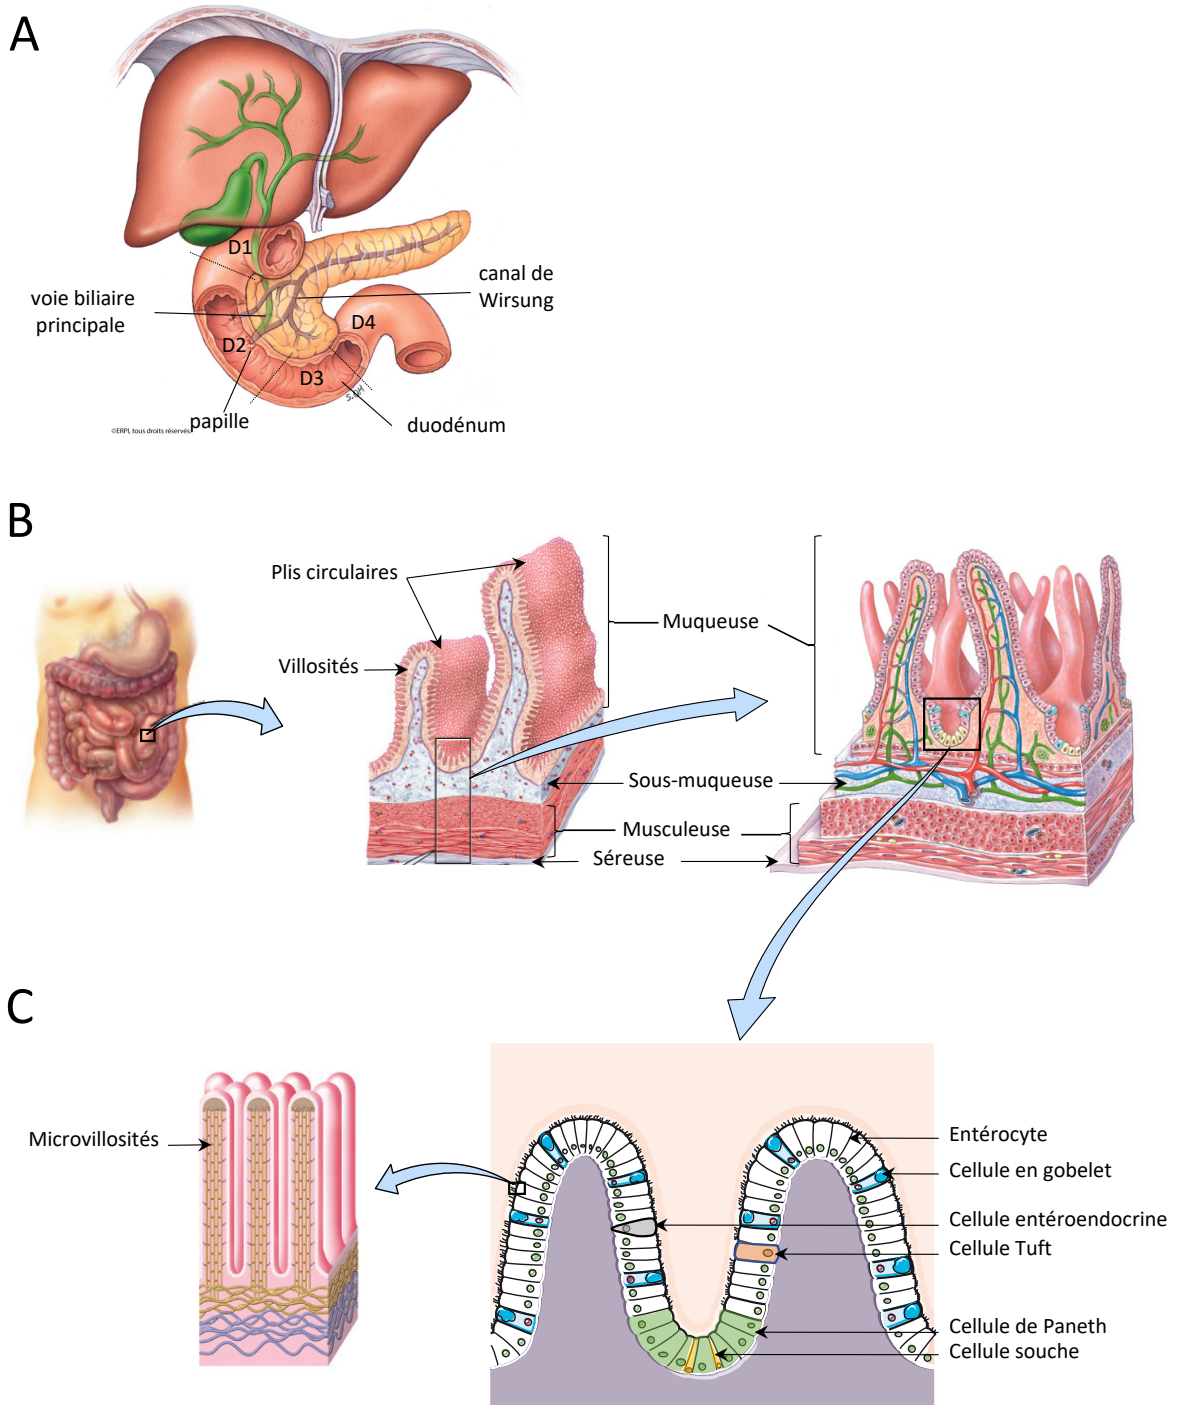 A
D1
canal de
Wirsung
voie biliaire
principale
D4
D2
D3
S.DH
papille
duodénum
©ERPI, tous droits réservés.
B
Plis circulaires
Muqueuse
Villosités
Sous-muqueuse
Musculeuse
Séreuse
C
Microvillosités
Entérocyte
Cellule en gobelet
Cellule entéroendocrine
Cellule Tuft
Cellule de Paneth
Cellule souche